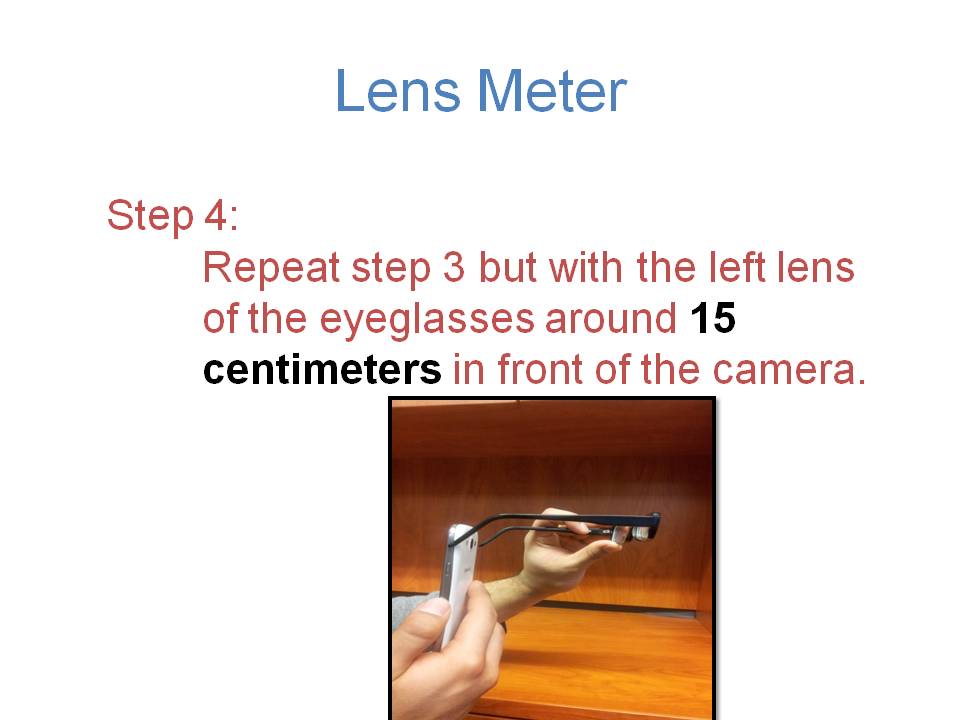 Lens Meter
Step 4:
Repeat step 3 but with the left lens
of the eyeglasses around 15
centimeters in front of the camera.